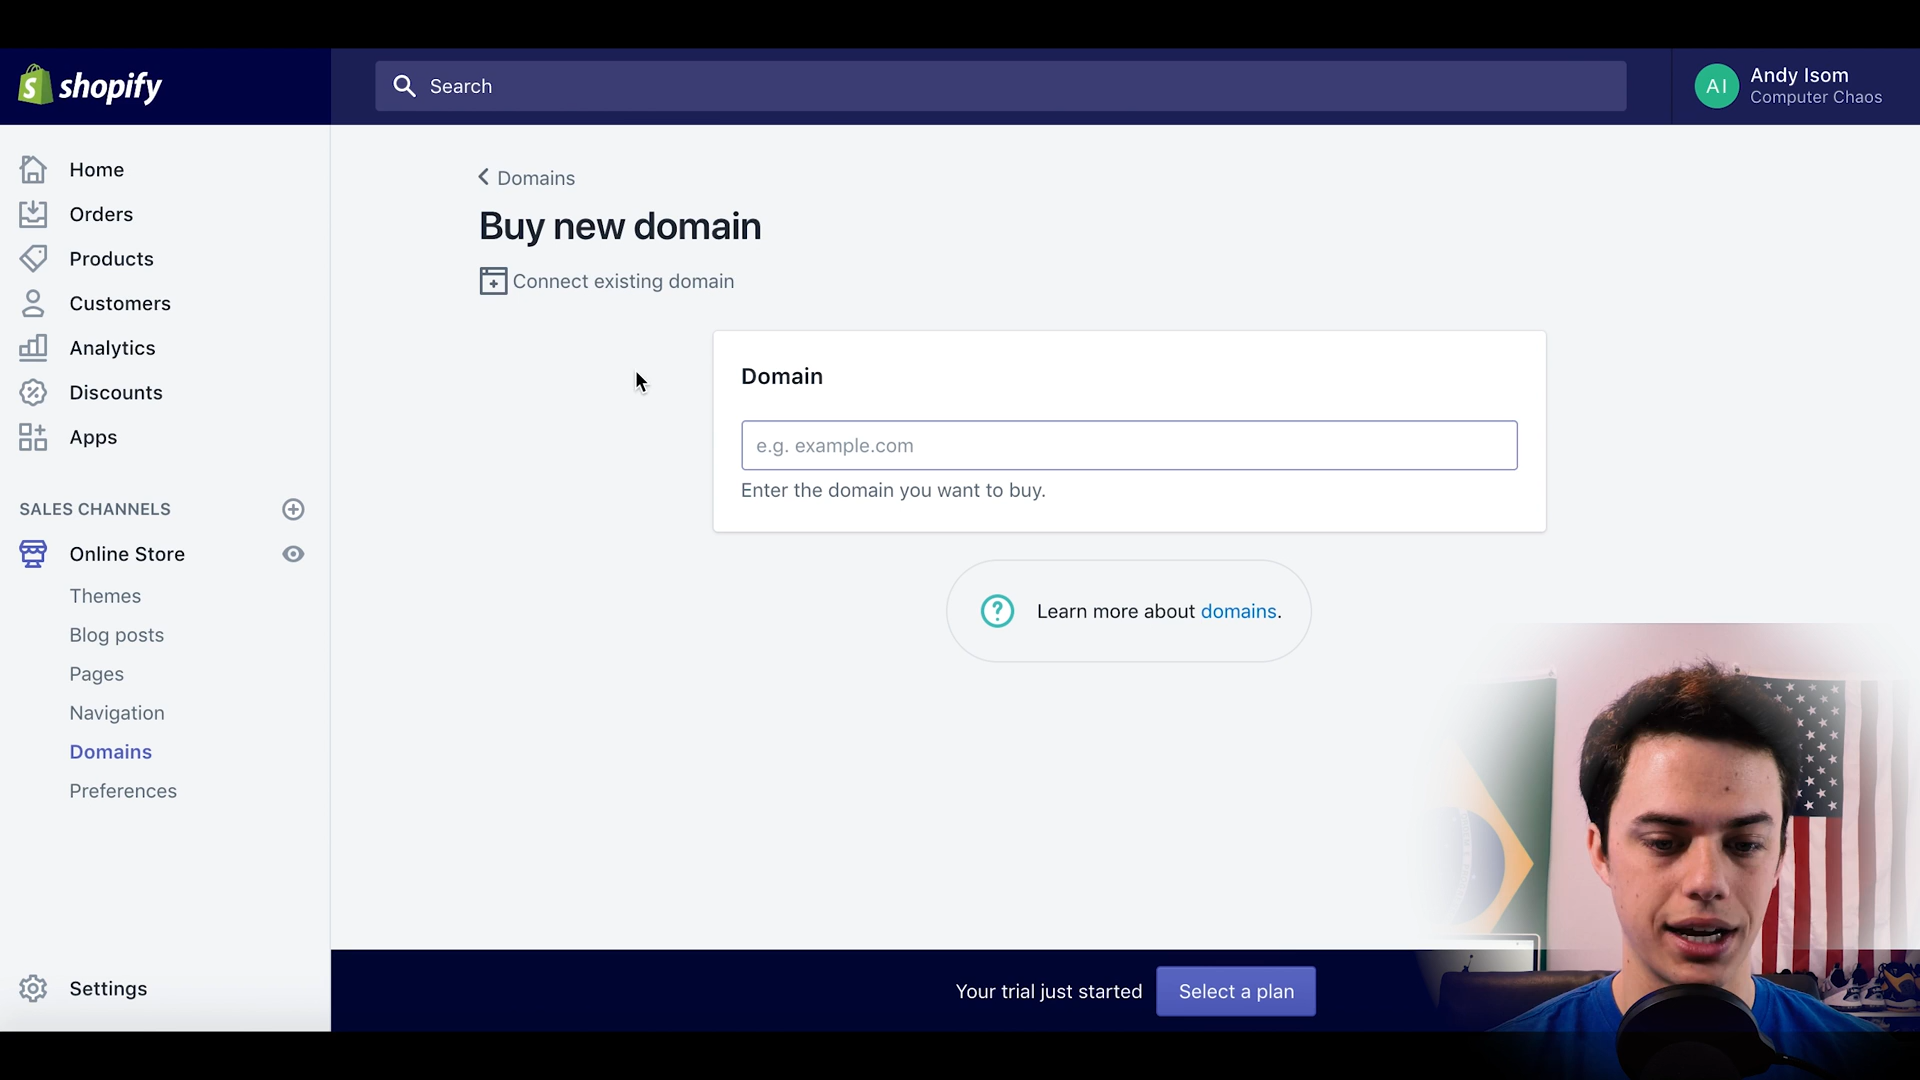 shopify
Search
AI
Andy Isom
Computer Chaos
Home
Orders
Products
Customers
Analytics
Discounts
Apps
SALES CHANNELS
Online Store
Themes
Blog posts
Pages
Navigation
Domains
Preferences
Settings
Domains
Buy new domain
Connect existing domain
Domain
e.g. example.com
Enter the domain you want to buy.
Learn more about domains.
Your trial just started
Select a plan